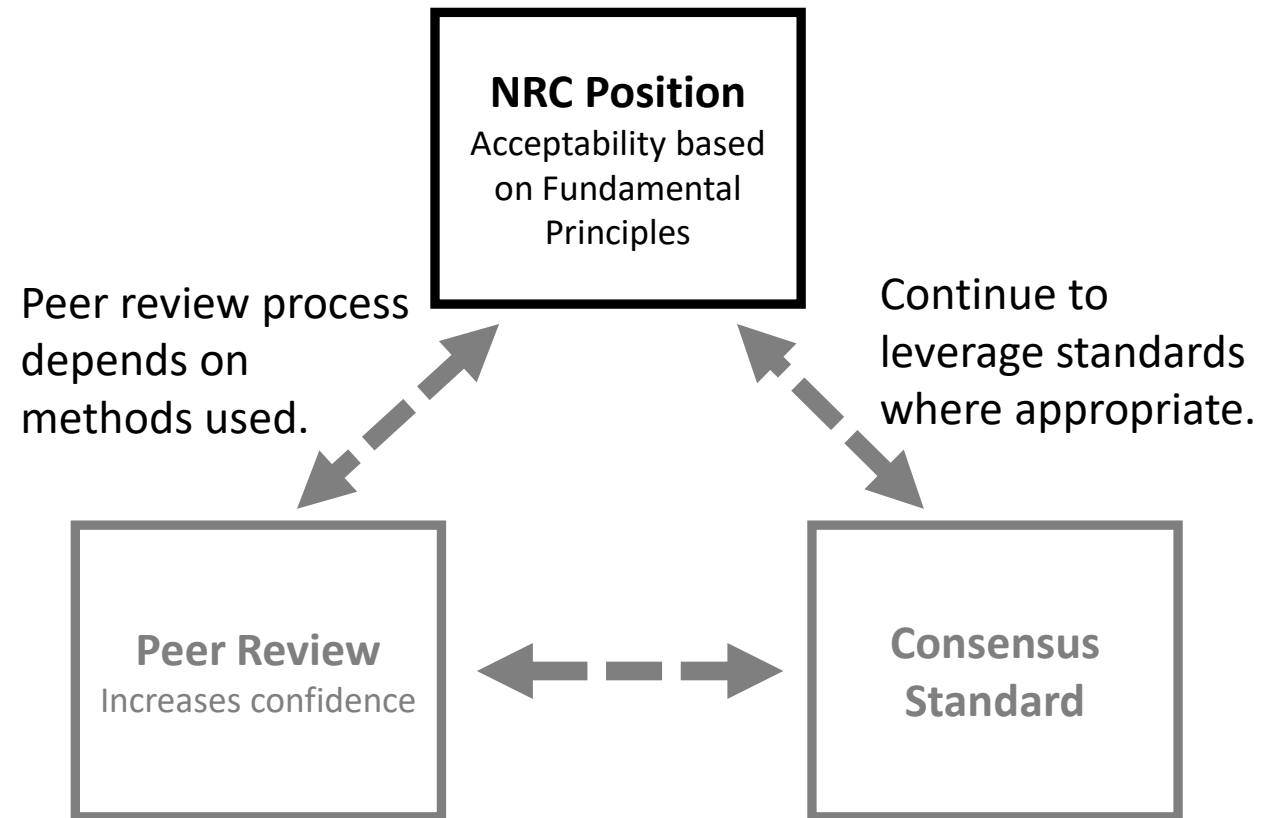 NRC Position
Acceptability based
on Fundamental
Principles
Peer review process
depends on
methods used.
Continue to
leverage standards
where appropriate.
Peer Review
Increases confidence
Consensus
Standard